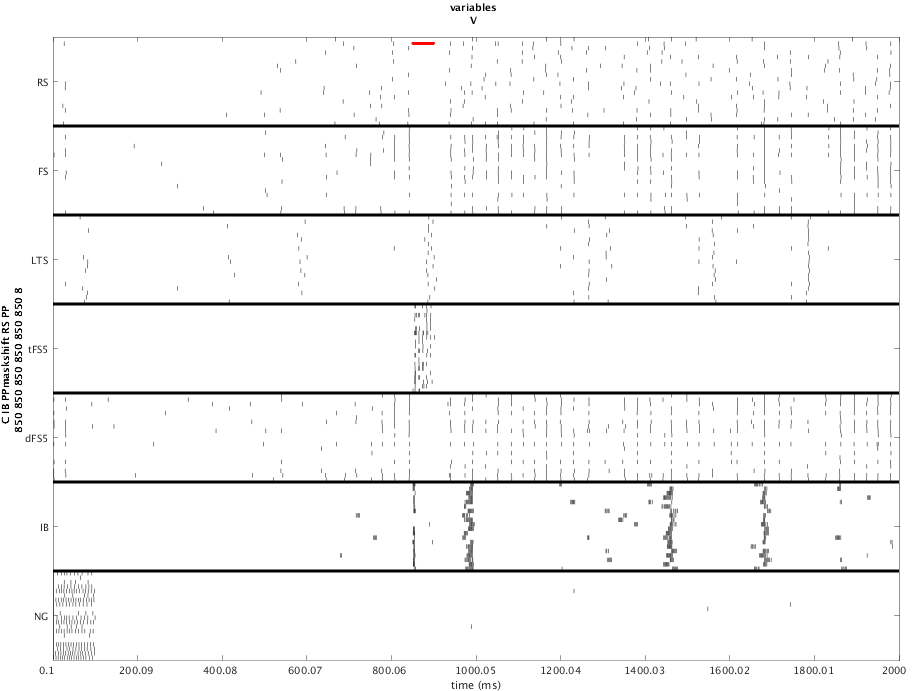 variables
V
C IB PPmaskshift RS PP
850 850 850 850 850 850 8
RS
FS
LTS
tFS5
dFS5
IB
NG
0.1 200.09 400.08 600.07 800.06 1000.05 1200.04 1400.03 1600.02 1800.01 2000
time (ms)